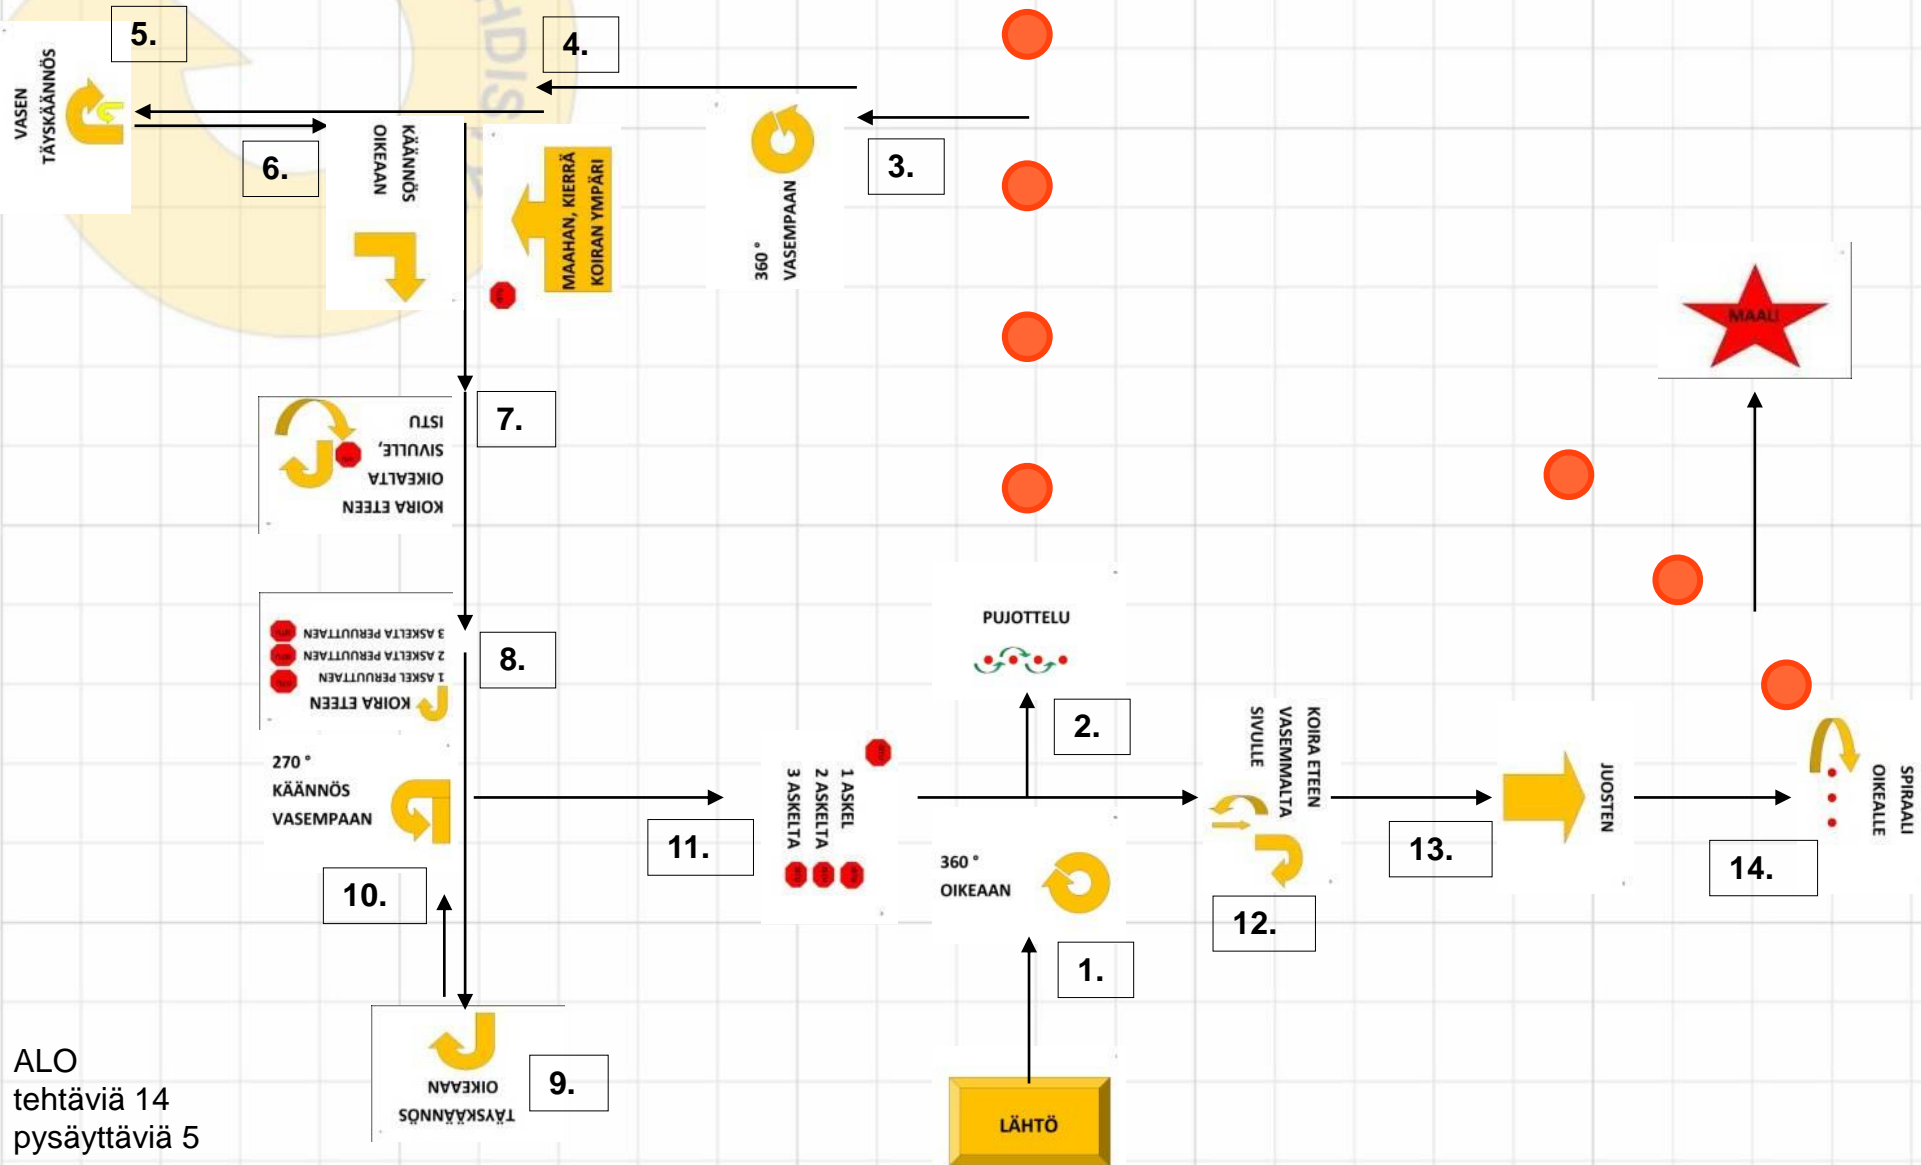 5.
VASEN
TÄYSKÄÄNNÖS
4.
3.
6.
KÄÄNNÖS
OIKEAAN
MAAHAN, KIERRÄ
KOIRAN YMPÄRI
360 °
VASEMPAAN
MAALI
7.
KOIRA ETEEN
OIKEALTA
SIVULLE,
ISTU
8.
KOIRA ETEEN
1 ASKEL PERUUTTAEN
2 ASKELTA PERUUTTAEN
3 ASKELTA PERUUTTAEN
PUJOTTELU
2.
270 °
KÄÄNNÖS
VASEMPAAN
10.
11.
1 ASKEL
2 ASKELTA
3 ASKELTA
360 °
OIKEAAN
1.
KOIRA ETEEN
VASEMMALTA
SIVULLE
12.
13.
JUOSTEN
14.
SPIRAALI
OIKEALLE
TÄYSKÄÄNNÖS
OIKEAAN
9.
LÄHTÖ
ALO
tehtäviä 14
pysäyttäviä 5